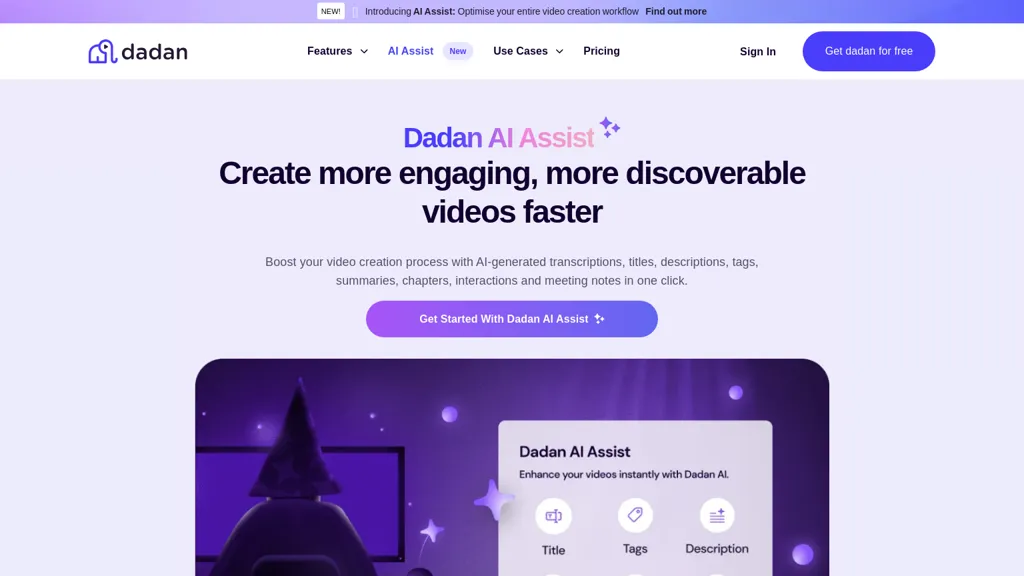 NEW! Introducing AI Assist: Optimise your entire video creation workflow Find out more
dadan Features AI Assist New Use Cases Pricing Sign In Get dadan for free
Dadan AI Assist
Create more engaging, more discoverable
videos faster
Boost your video creation process with AI-generated transcriptions, titles, descriptions, tags,
summaries, chapters, interactions and meeting notes in one click.
Get Started With Dadan AI Assist
Dadan AI Assist
Enhance your videos instantly with Dadan AI.
Title Tags Description